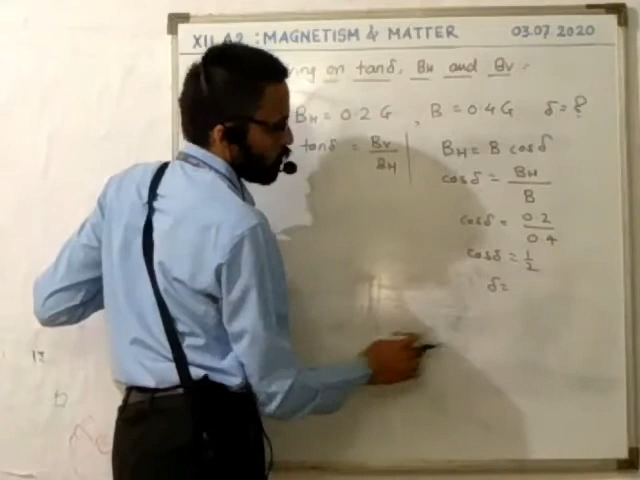 XII A2 : MAGNETISM & MATTER 03.07.2020
on tanδ, BH and BV.
BH = 0.2 G , B = 0.4 G δ = ?
tanδ = BV / BH
BH = B cosδ
cosδ = BH / B
cosδ = 0.2 / 0.4
cosδ = 1/2
δ =